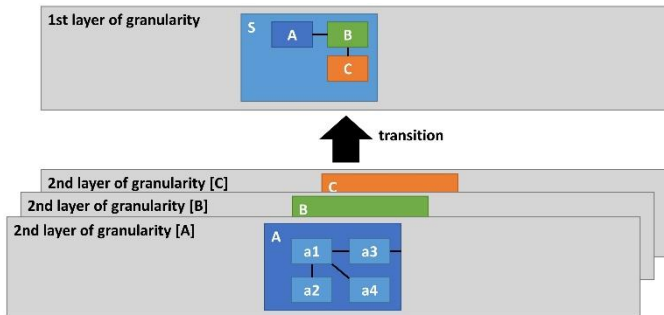 1st layer of granularity
S
A B
C
transition
2nd layer of granularity [C]
C
2nd layer of granularity [B]
B
2nd layer of granularity [A]
A
a1 a3
a2 a4